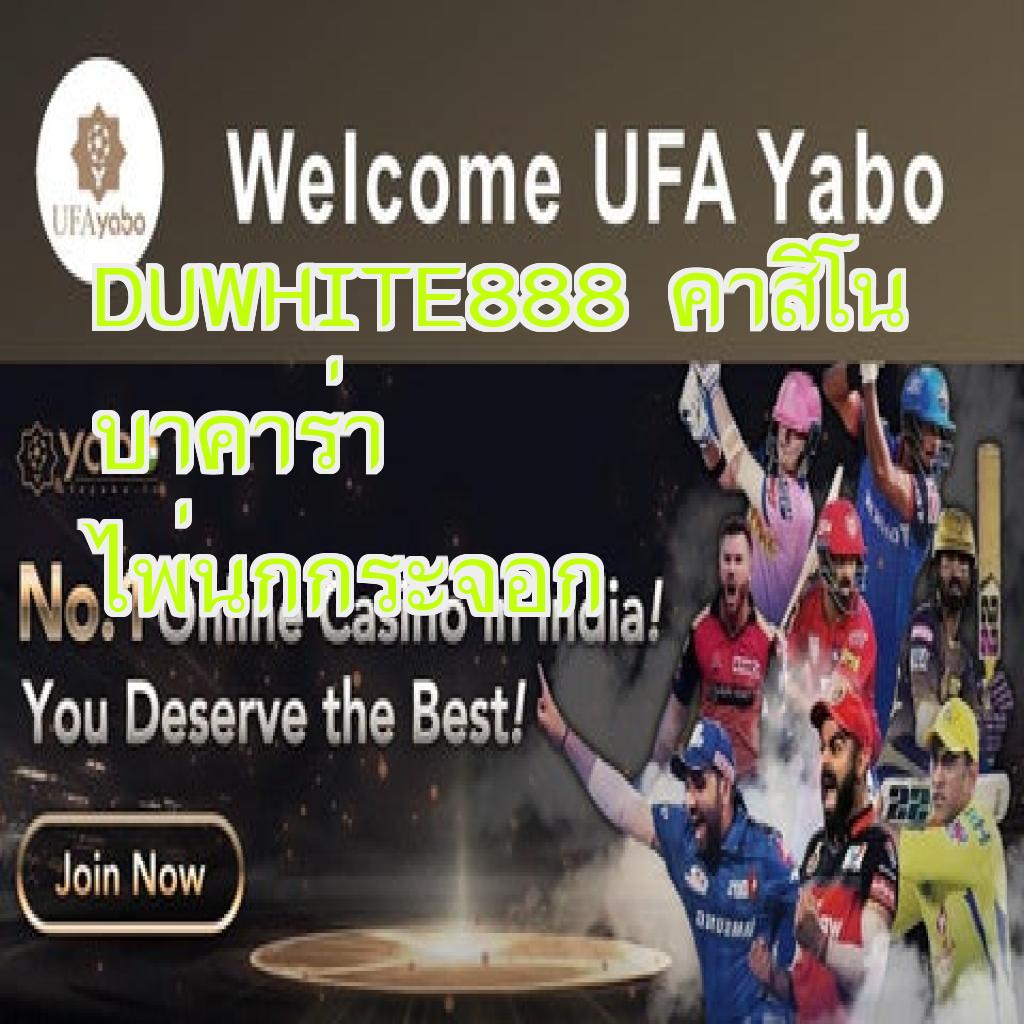 UFAyabo
Welcome UFA Yabo
DUWHITE888 คาสิโน
บาคาร่า
ไพ่นกกระจอก
No.1 Online Casino in India!
You Deserve the Best!
Join Now
22